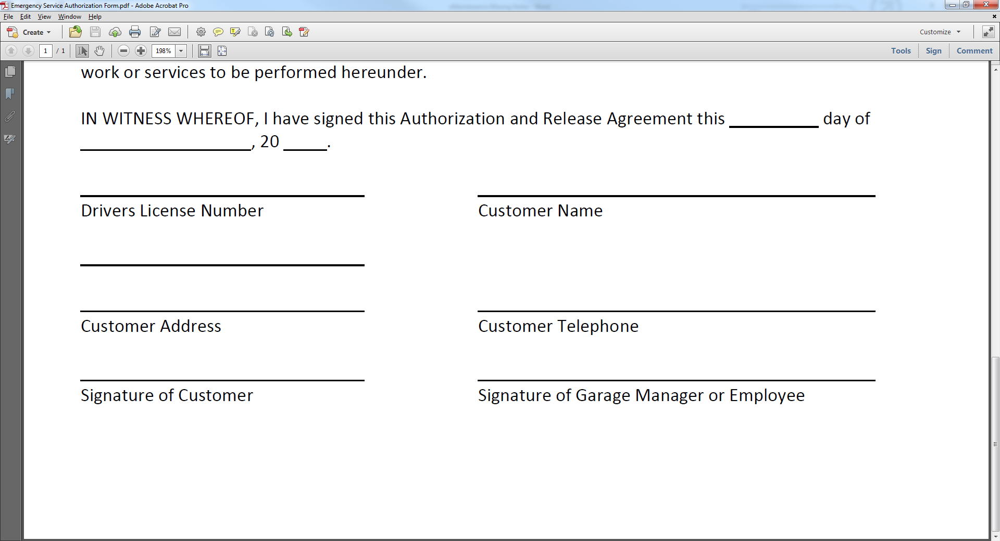 Emergency Service Authorization Form.pdf - Adobe Acrobat Pro
File Edit View Window Help
Create Customize
1 / 1 198% Tools Sign Comment
work or services to be performed hereunder.
IN WITNESS WHEREOF, I have signed this Authorization and Release Agreement this __________ day of
____________________, 20 _____.
Drivers License Number Customer Name
Customer Address Customer Telephone
Signature of Customer Signature of Garage Manager or Employee